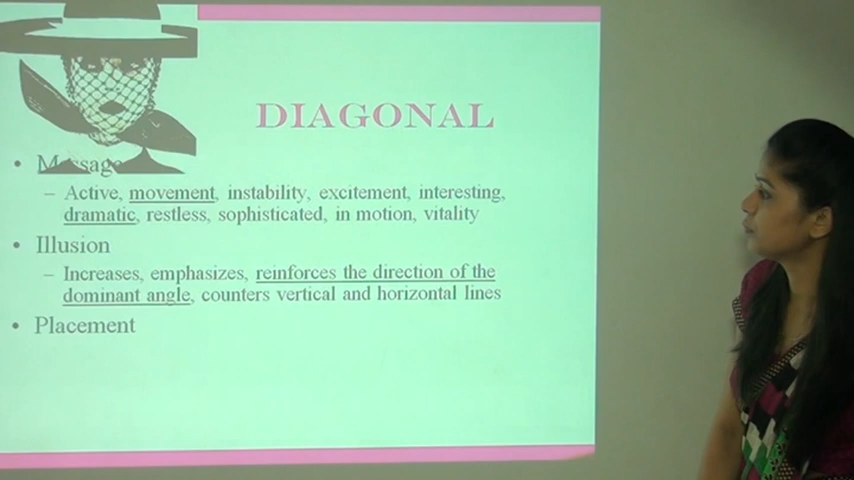 DIAGONAL
• Message
– Active, movement, instability, excitement, interesting,
dramatic, restless, sophisticated, in motion, vitality
• Illusion
– Increases, emphasizes, reinforces the direction of the
dominant angle, counters vertical and horizontal lines
• Placement